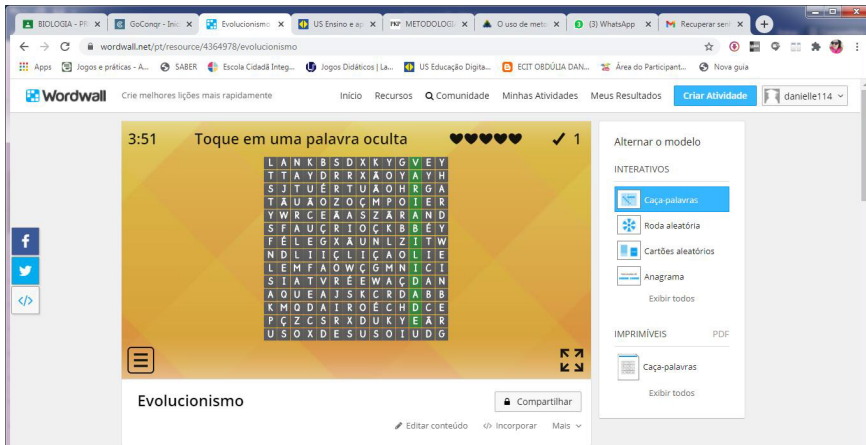 BIOLOGIA - PR
GoConqr - Iníc
Evolucionismo
US Ensino e ap
METODOLOGI
O uso de meto
(3) WhatsApp
Recuperar sen
wordwall.net/pt/resource/4364978/evolucionismo
Apps
Jogos e práticas - A...
SABER
Escola Cidadã Integ...
Jogos Didáticos | La...
US Educação Digita...
ECIT OBDÚLIA DAN...
Área do Participant...
Nova guia
Wordwall
Crie melhores lições mais rapidamente
Início
Recursos
Comunidade
Minhas Atividades
Meus Resultados
Criar Atividade
danielle114
3:51
Toque em uma palavra oculta
1
L A N K B S D X K Y G V E Y
T T A Y D R R X Ã O Y A Y H
S J T U É R T U Ã O H R G A
T Ã U Ã O Z O Ç M P O I E R
Y W R C E Ã A S Z Ã R A N D
S F A U Ç R I O Ç K B B É Y
F É L E G X Ã U N L Z I T W
N D L I I Ç L I Ç A O L I E
L E M F A O W Ç G M N I C I
S I A T V R É E W A Ç D A N
A O U E A J S K C R D A B B
K M O D A I R O É C H D C E
P Ç Z C S R X D U K Y E Ã R
U S O X D E S U S O I U D G
Alternar o modelo
INTERATIVOS
Caça-palavras
Roda aleatória
Cartões aleatórios
Anagrama
Exibir todos
IMPRIMÍVEIS
PDF
Caça-palavras
Exibir todos
Evolucionismo
Compartilhar
Editar conteúdo
Incorporar
Mais